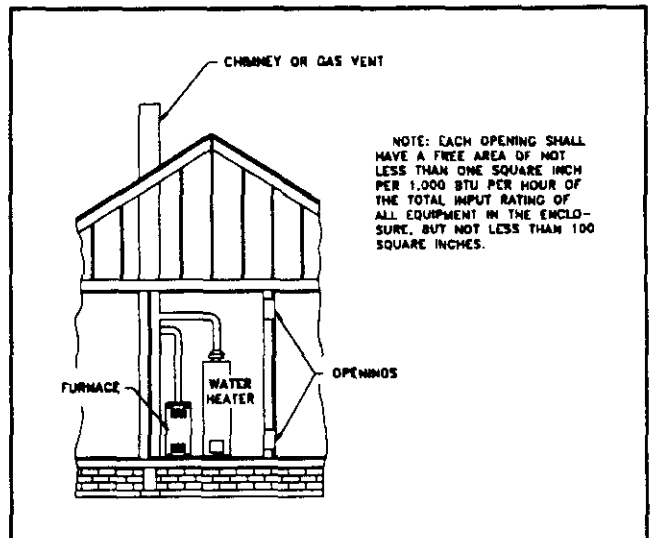 CHIMNEY OR GAS VENT
NOTE: EACH OPENING SHALL
HAVE A FREE AREA OF NOT
LESS THAN ONE SQUARE INCH
PER 1,000 BTU PER HOUR OF
THE TOTAL INPUT RATING OF
ALL EQUIPMENT IN THE ENCLO-
SURE, BUT NOT LESS THAN 100
SQUARE INCHES.
FURNACE
WATER
HEATER
OPENINGS